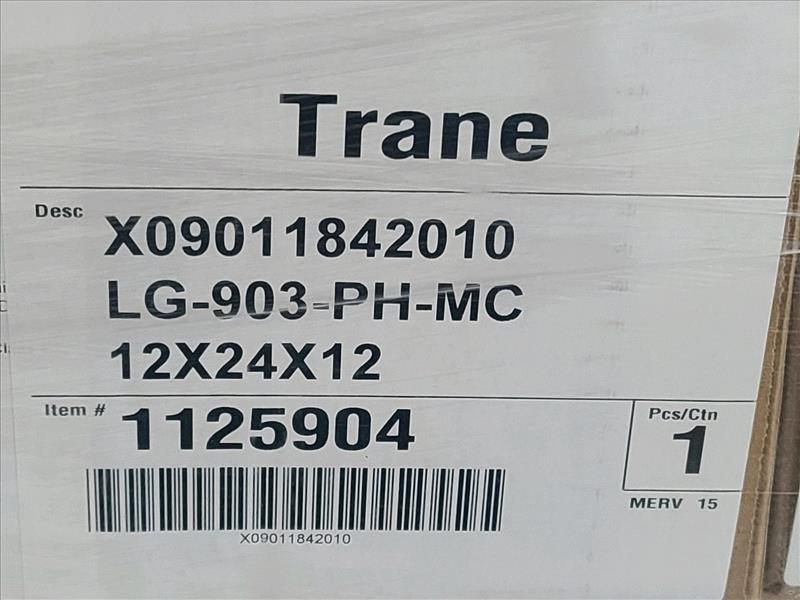 Trane
Desc X09011842010
LG-903-PH-MC
12X24X12
Item # 1125904
Pcs/Ctn
1
MERV 15
X09011842010